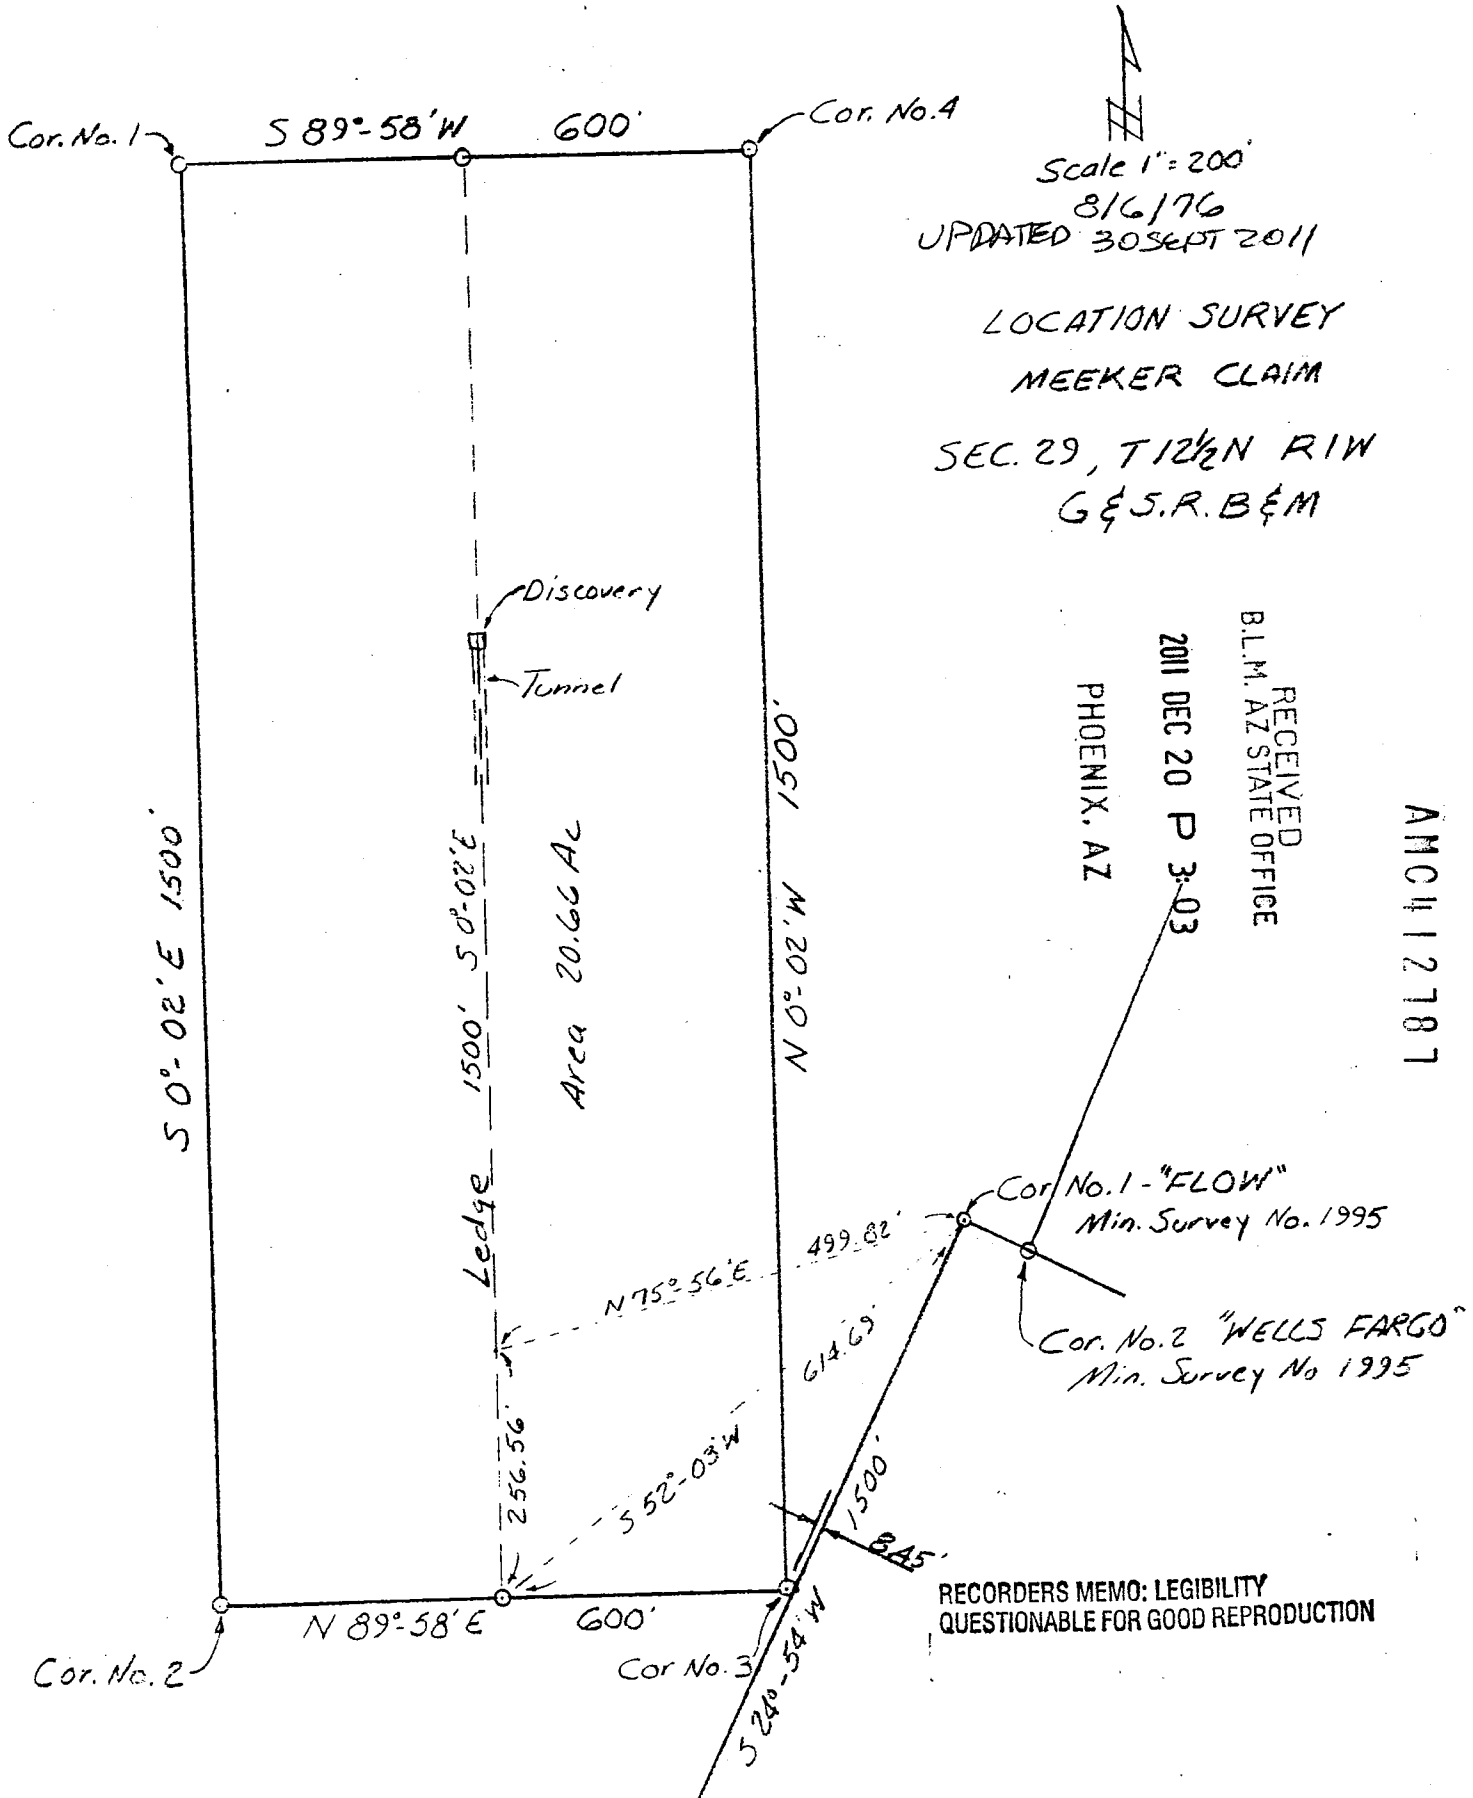 Cor. No. 1
S 89°-58' W 600'
Cor. No. 4
Scale 1" = 200'
8/6/76
UPDATED 30 SEPT 2011
LOCATION SURVEY
MEEKER CLAIM
SEC. 29, T 12½ N R 1 W
G & S. R. B & M
Discovery
Tunnel
RECEIVED
B.L.M. AZ STATE OFFICE
2011 DEC 20 P 3:03
PHOENIX, AZ
AMC412787
S 0°-02' E 1500'
Ledge 1500' S 0°-02' E
Area 20.66 Ac
N 0°-02' W 1500'
Cor No. 1 - "FLOW"
Min. Survey No. 1995
N 75°-56' E 499.82'
Cor. No. 2 "WELLS FARGO"
Min. Survey No 1995
S 52°-03' W 614.69'
256.56'
1500'
8.45'
S 24°-54' W
RECORDERS MEMO: LEGIBILITY
QUESTIONABLE FOR GOOD REPRODUCTION
N 89°-58' E 600'
Cor. No. 2
Cor No. 3